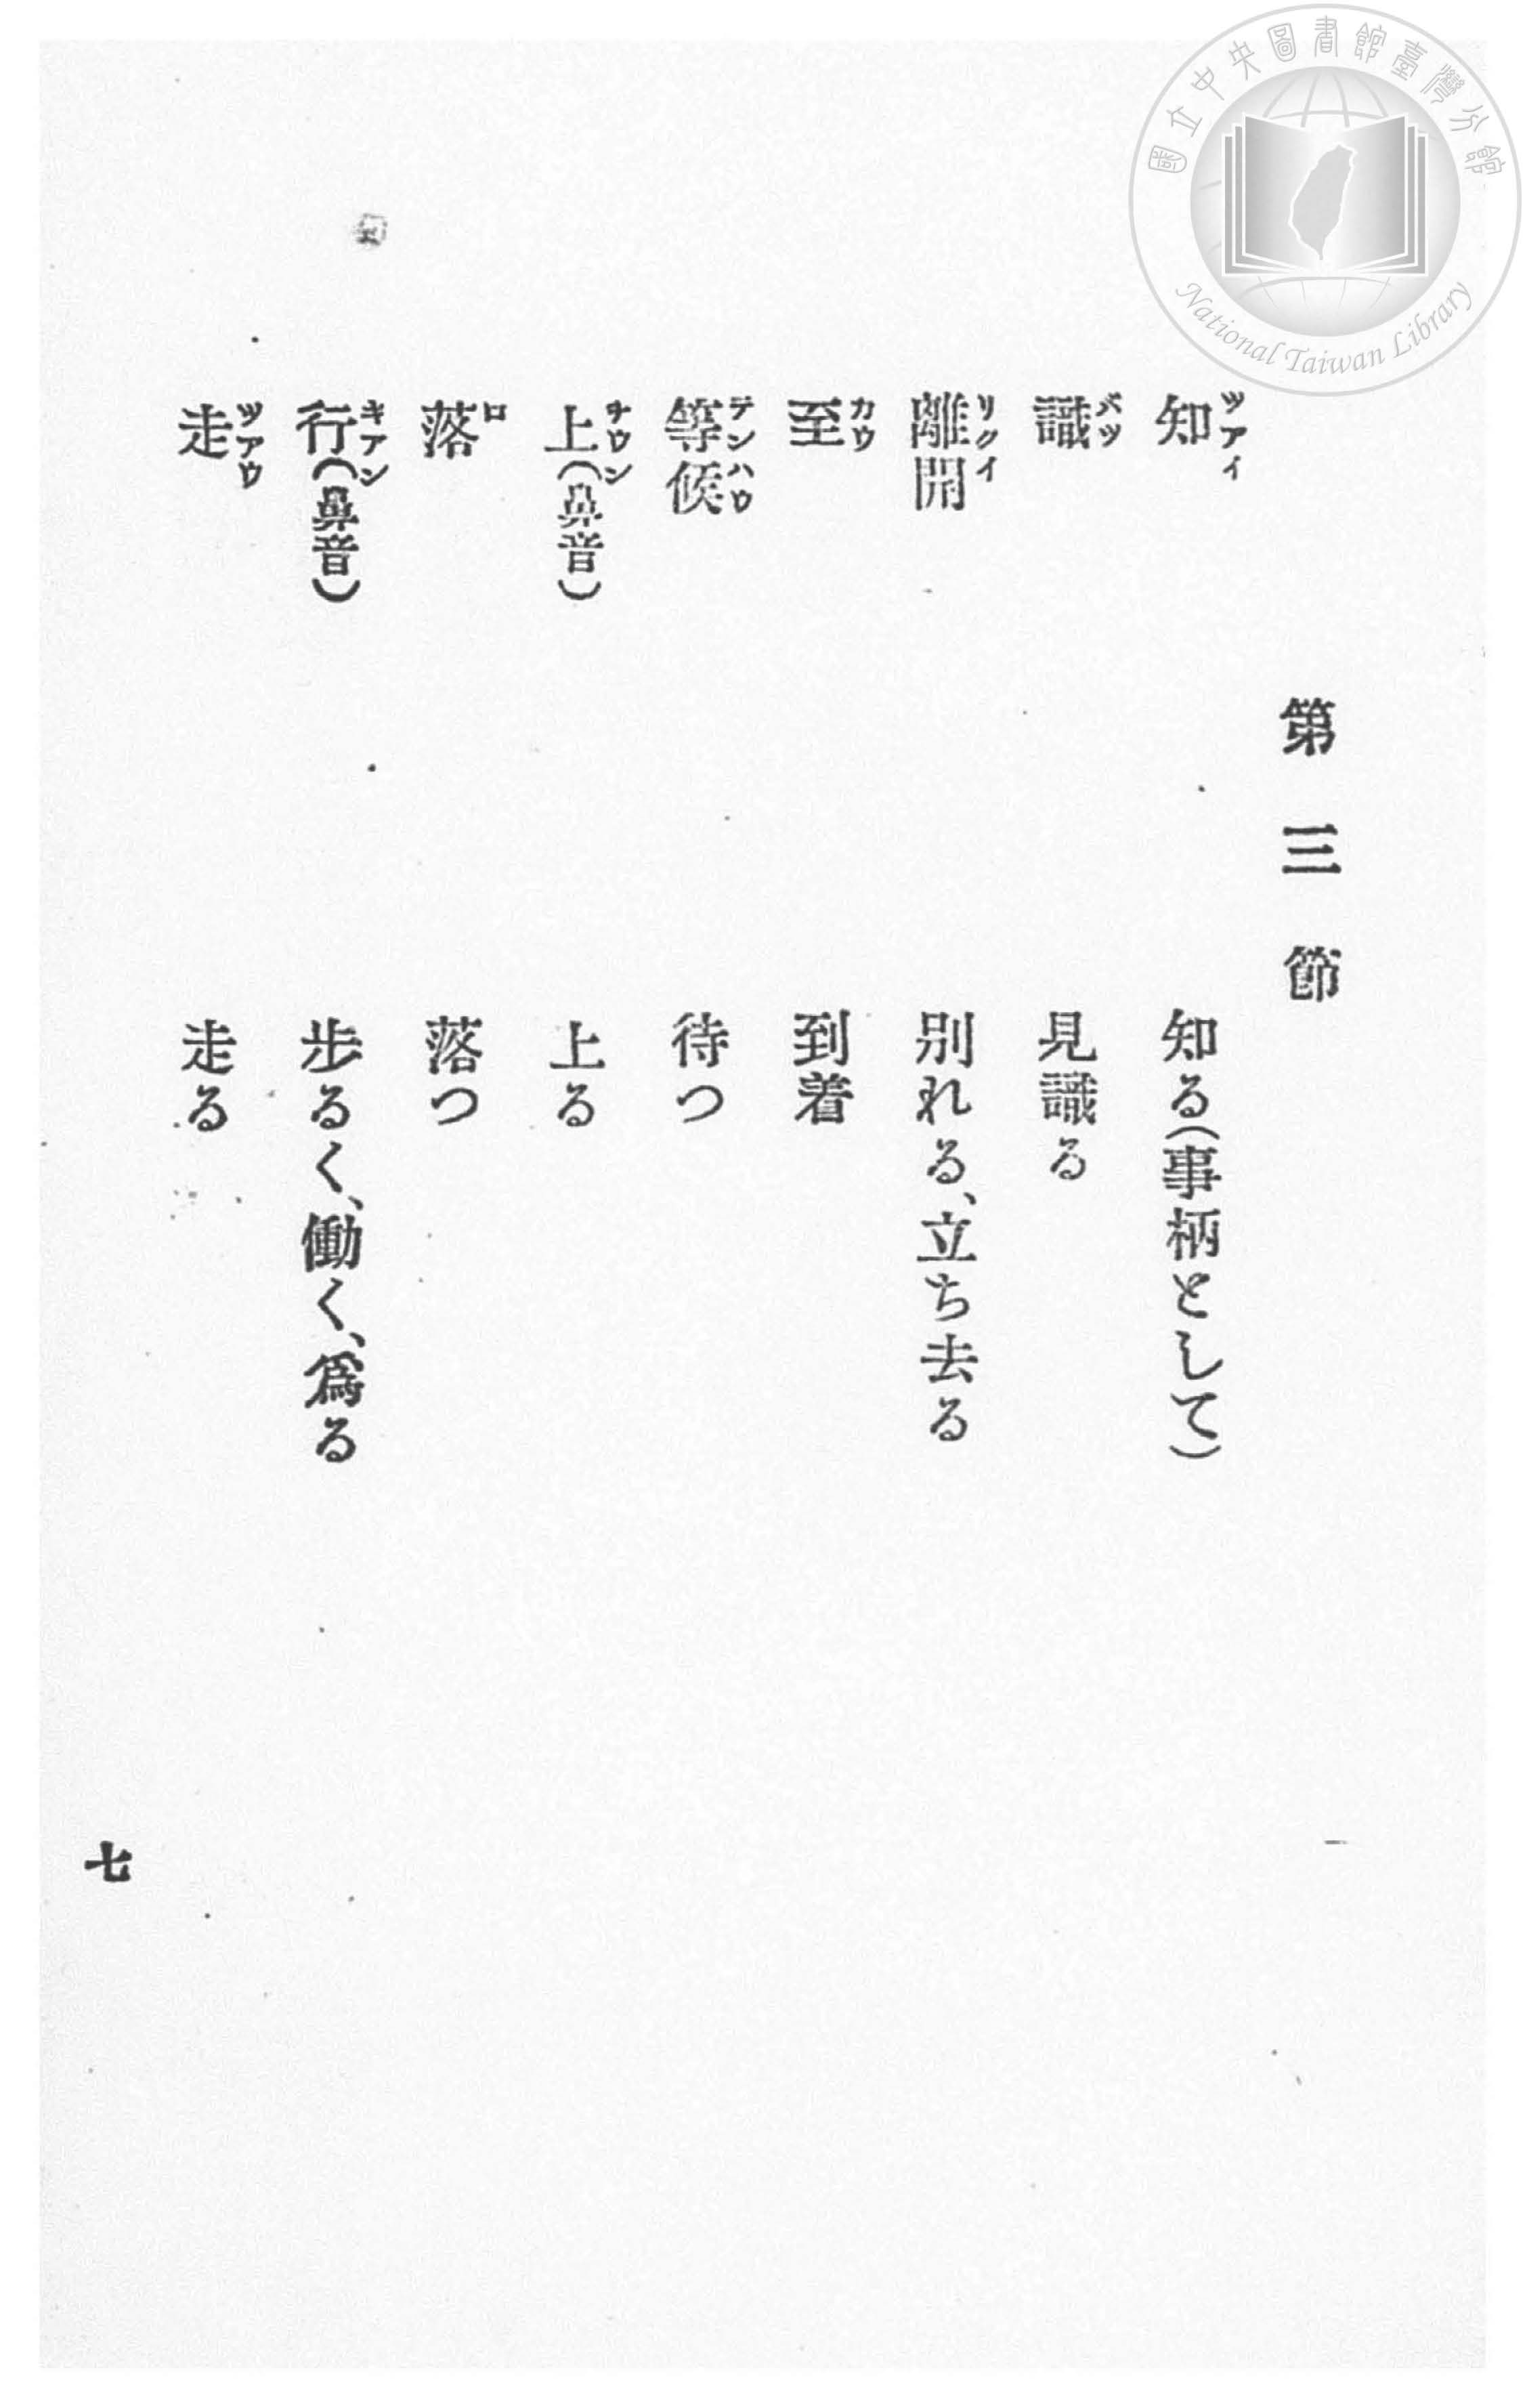 國立中央圖書館臺灣分館
National Taiwan Library
第三節
知 ツアイ 知る(事柄として)
識 バツ 見識る
離開 リクイ 別れる、立ち去る
至 カウ 到着
等候 テンハウ 待つ
上(鼻音) チウン 上る
落 ロ 落つ
行(鼻音) キアン 步るく、働く、爲る
走 ツアウ 走る
七